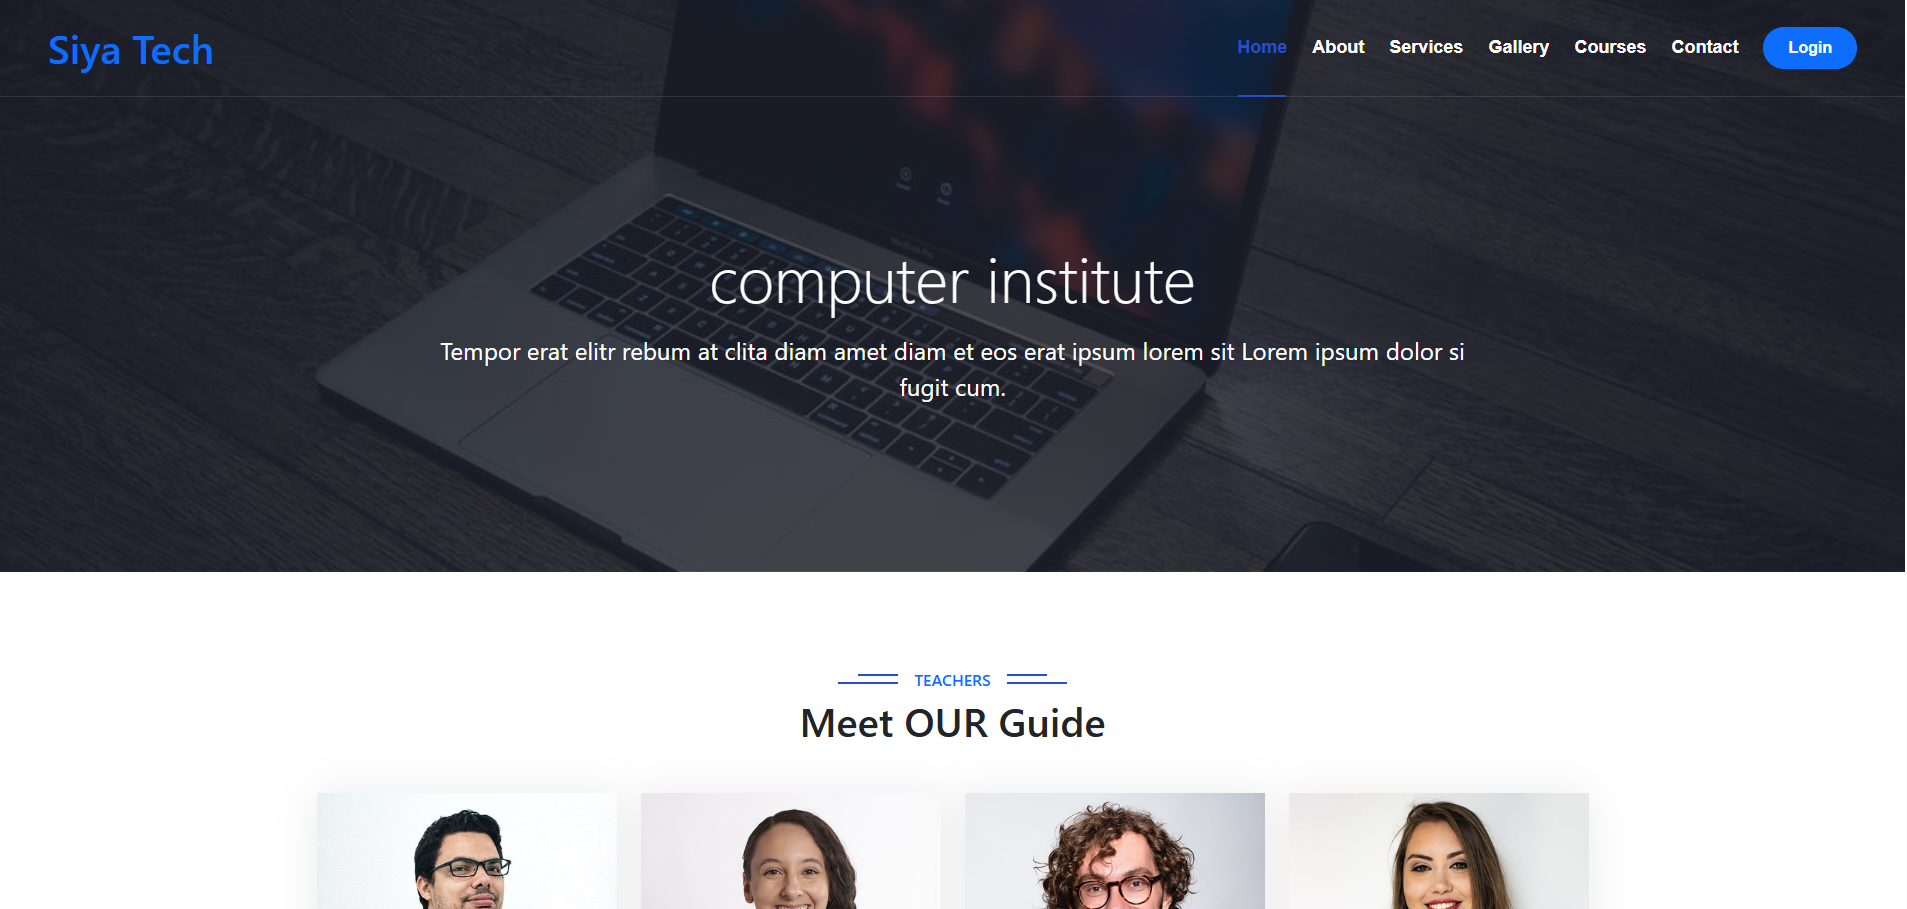 Siya Tech
Home About Services Gallery Courses Contact Login
computer institute
Tempor erat elitr rebum at clita diam amet diam et eos erat ipsum lorem sit Lorem ipsum dolor si
fugit cum.
TEACHERS
Meet OUR Guide